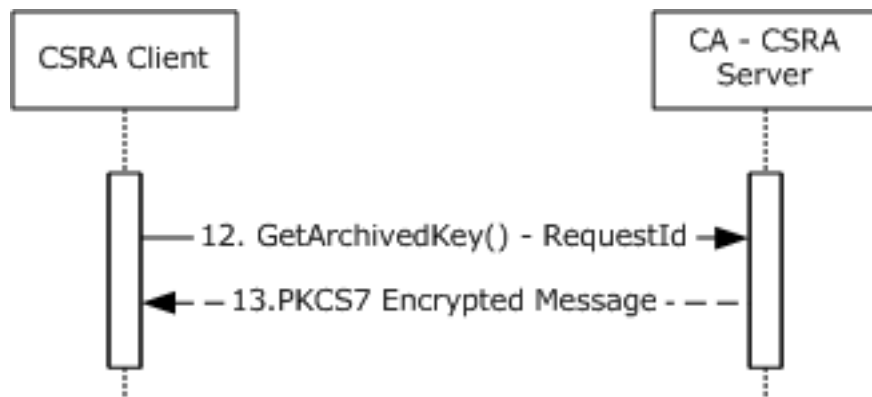 CSRA Client
CA - CSRA
Server
12. GetArchivedKey() - RequestId
13.PKCS7 Encrypted Message